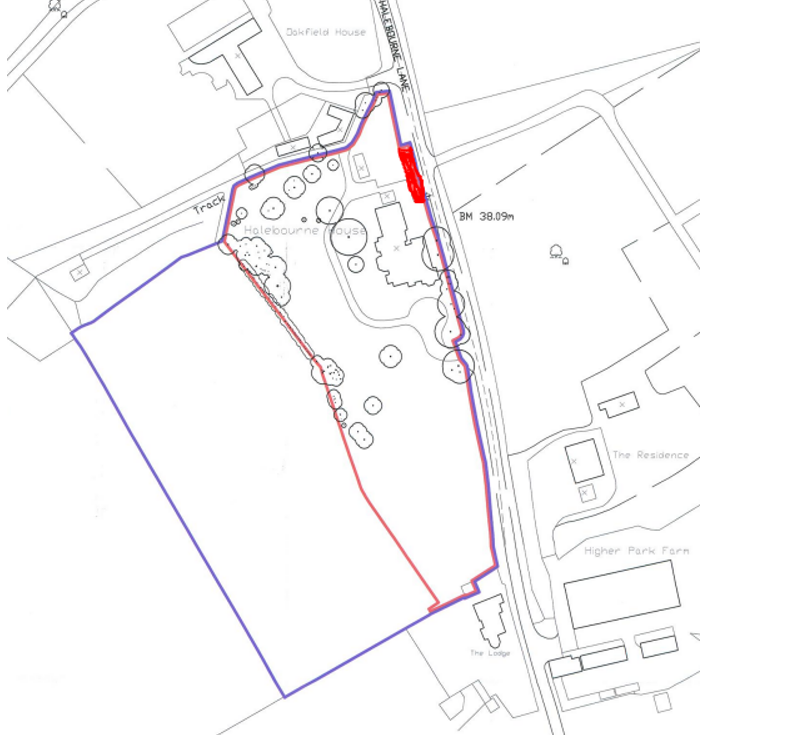 Oakfield House
HALEBOURNE LANE
Track
BM 38.09m
Halebourne House
The Residence
Higher Park Farm
The Lodge